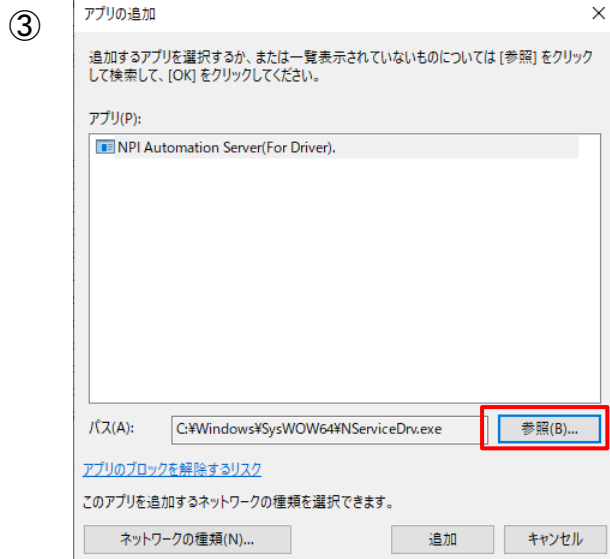 ③
アプリの追加
追加するアプリを選択するか、または一覧表示されていないものについては [参照] をクリック
して検索して、[OK] をクリックしてください。
アプリ(P):
NPI Automation Server(For Driver).
パス(A):
C:¥Windows¥SysWOW64¥NServiceDrv.exe
参照(B)...
アプリのブロックを解除するリスク
このアプリを追加するネットワークの種類を選択できます。
ネットワークの種類(N)...
追加
キャンセル